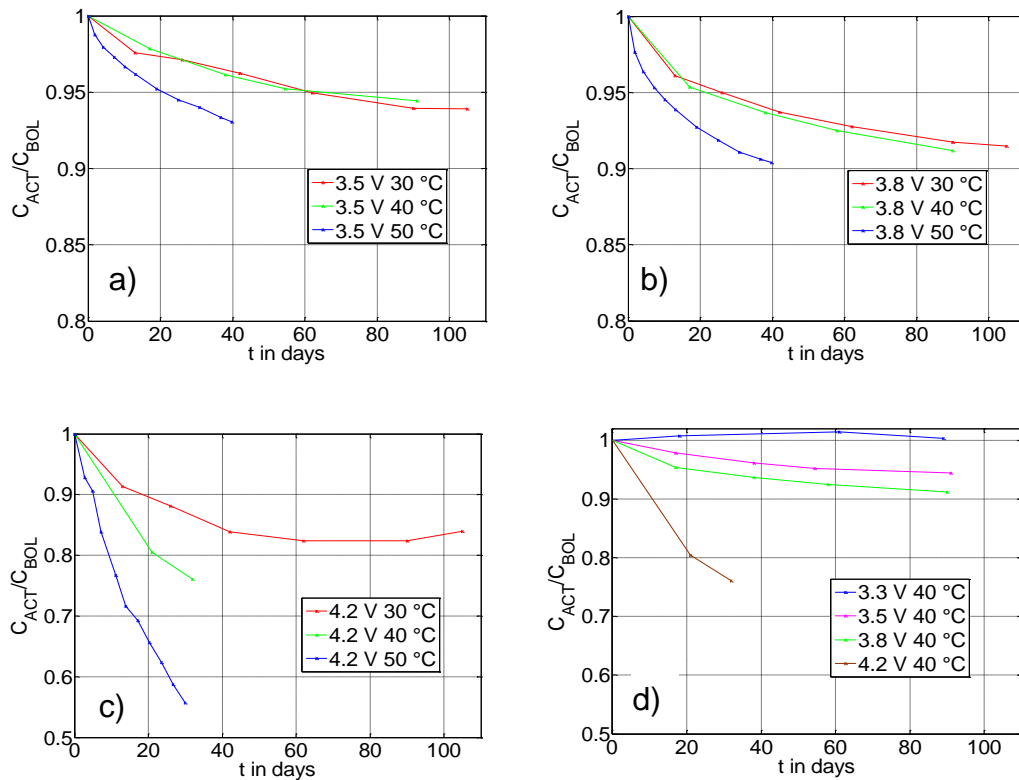 1
0.95
0.9
0.85
0.8
C_ACT/C_BOL
3.5 V 30 °C
3.5 V 40 °C
3.5 V 50 °C
a)
0 20 40 60 80 100
t in days
1
0.95
0.9
0.85
0.8
C_ACT/C_BOL
3.8 V 30 °C
3.8 V 40 °C
3.8 V 50 °C
b)
0 20 40 60 80 100
t in days
1
0.9
0.8
0.7
0.6
0.5
C_ACT/C_BOL
4.2 V 30 °C
4.2 V 40 °C
4.2 V 50 °C
c)
0 20 40 60 80 100
t in days
1
0.9
0.8
0.7
0.6
0.5
C_ACT/C_BOL
3.3 V 40 °C
3.5 V 40 °C
3.8 V 40 °C
4.2 V 40 °C
d)
0 20 40 60 80 100
t in days